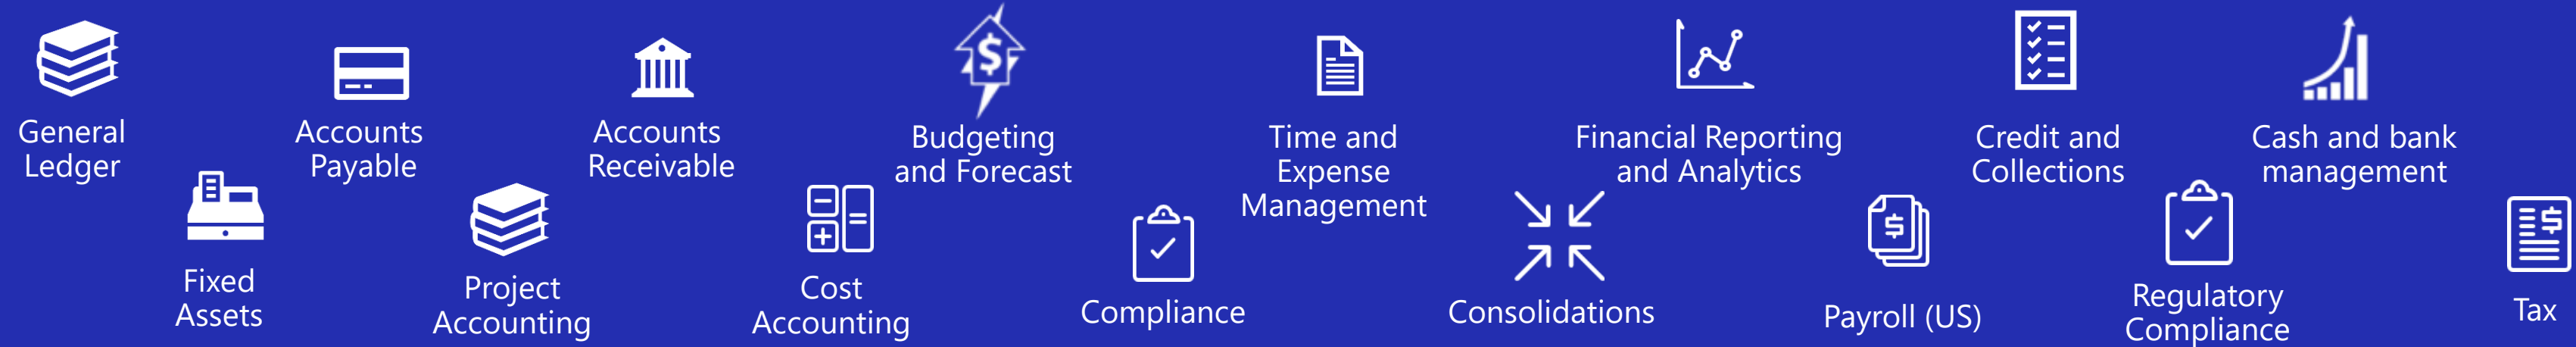 General
Ledger
Accounts
Payable
Accounts
Receivable
Budgeting
and Forecast
Time and
Expense
Management
Financial Reporting
and Analytics
Credit and
Collections
Cash and bank
management
Fixed
Assets
Project
Accounting
Cost
Accounting
Compliance
Consolidations
Payroll (US)
Regulatory
Compliance
Tax